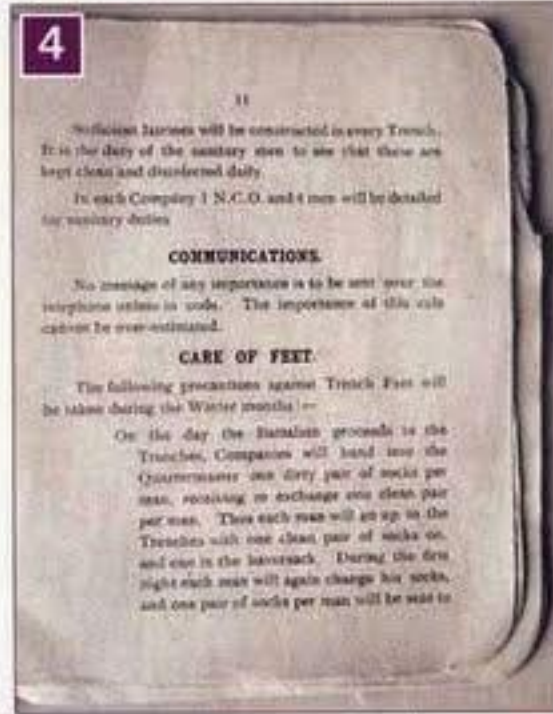 4
11
Sufficient latrines will be constructed in every Trench.
It is the duty of the sanitary men to see that these are
kept clean and disinfected daily.
In each Company 1 N.C.O. and 4 men will be detailed
for sanitary duties
COMMUNICATIONS.
No message of any importance is to be sent over the
telephone unless in code. The importance of this rule
cannot be over-estimated.
CARE OF FEET.
The following precautions against Trench Feet will
be taken during the Winter months :—
On the day the Battalion proceeds to the
Trenches, Companies will hand into the
Quartermaster one dirty pair of socks per
man, receiving in exchange one clean pair
per man. Thus each man will go up to the
Trenches with one clean pair of socks on,
and one in the haversack. During the first
night each man will again change his socks,
and one pair of socks per man will be sent to